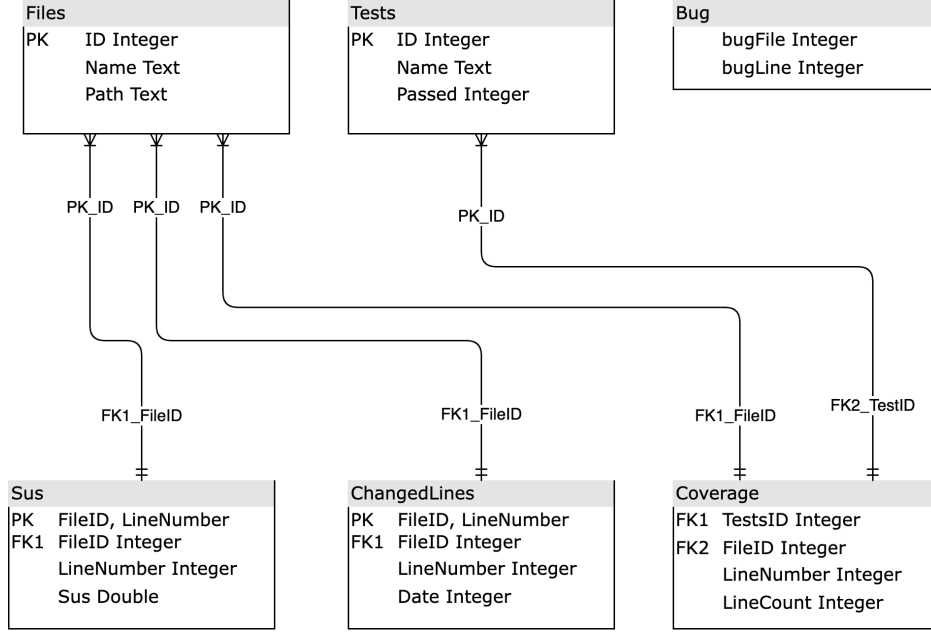 Files
PK ID Integer
Name Text
Path Text
Tests
PK ID Integer
Name Text
Passed Integer
Bug
bugFile Integer
bugLine Integer
PK_ID PK_ID PK_ID
PK_ID
FK1_FileID
FK1_FileID
FK1_FileID
FK2_TestID
Sus
PK FileID, LineNumber
FK1 FileID Integer
LineNumber Integer
Sus Double
ChangedLines
PK FileID, LineNumber
FK1 FileID Integer
LineNumber Integer
Date Integer
Coverage
FK1 TestsID Integer
FK2 FileID Integer
LineNumber Integer
LineCount Integer